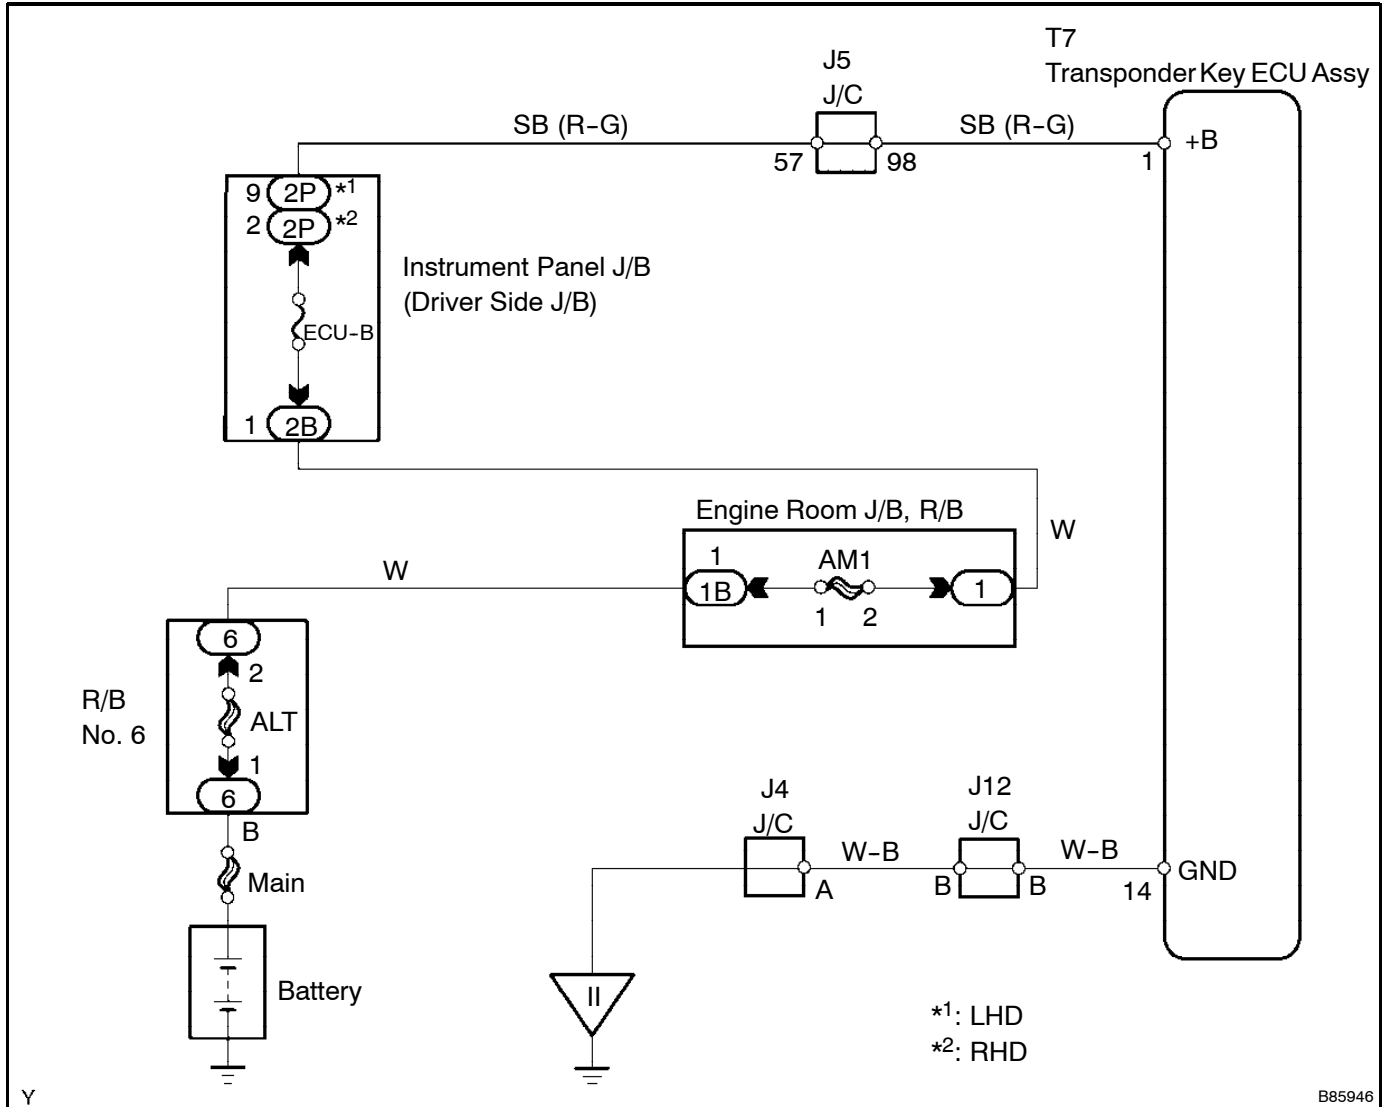 T7
Transponder Key ECU Assy
J5
J/C
SB (R-G)
SB (R-G)
57
98
1
+B
9
2P
*1
2
2P
*2
Instrument Panel J/B
(Driver Side J/B)
ECU-B
1
2B
Engine Room J/B, R/B
W
W
1
1B
AM1
1
2
1
6
2
R/B
No. 6
ALT
1
6
B
Main
Battery
J4
J/C
J12
J/C
W-B
W-B
A
B
B
14
GND
II
*1: LHD
*2: RHD
Y
B85946